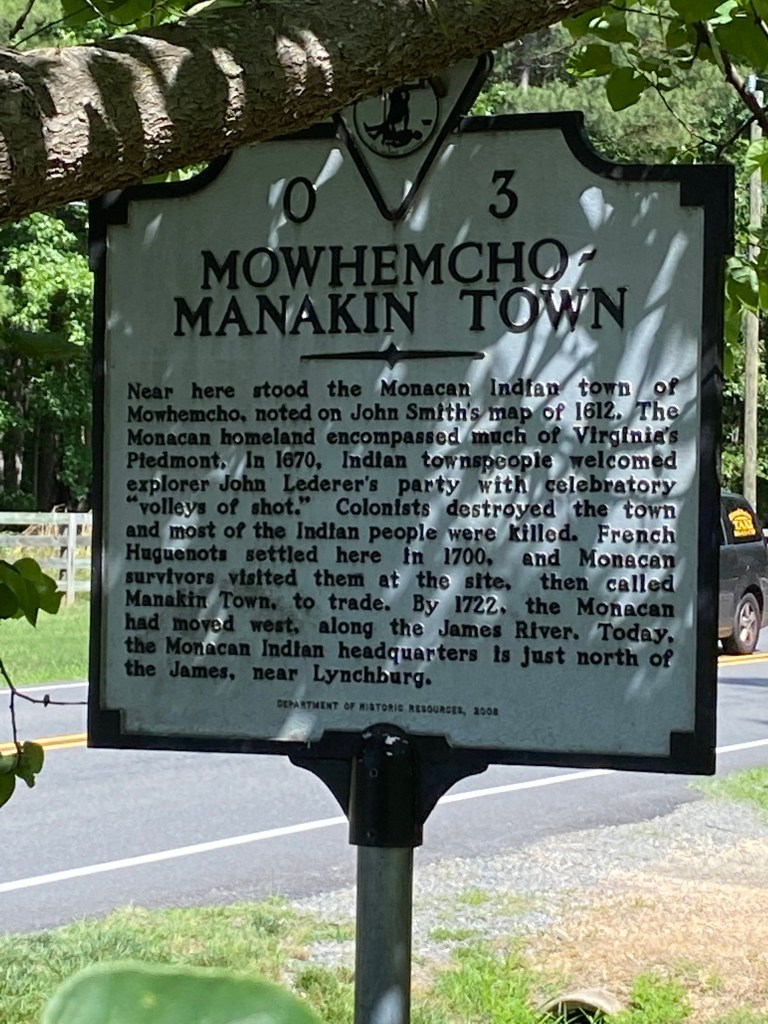 O 3
MOWHEMCHO-
MANAKIN TOWN
Near here stood the Monacan Indian town of
Mowhemcho, noted on John Smith's map of 1612. The
Monacan homeland encompassed much of Virginia's
Piedmont. In 1670, Indian townspeople welcomed
explorer John Lederer's party with celebratory
"volleys of shot." Colonists destroyed the town
and most of the Indian people were killed. French
Huguenots settled here in 1700, and Monacan
survivors visited them at the site, then called
Manakin Town, to trade. By 1722, the Monacan
had moved west, along the James River. Today,
the Monacan Indian headquarters is just north of
the James, near Lynchburg.
DEPARTMENT OF HISTORIC RESOURCES, 2008